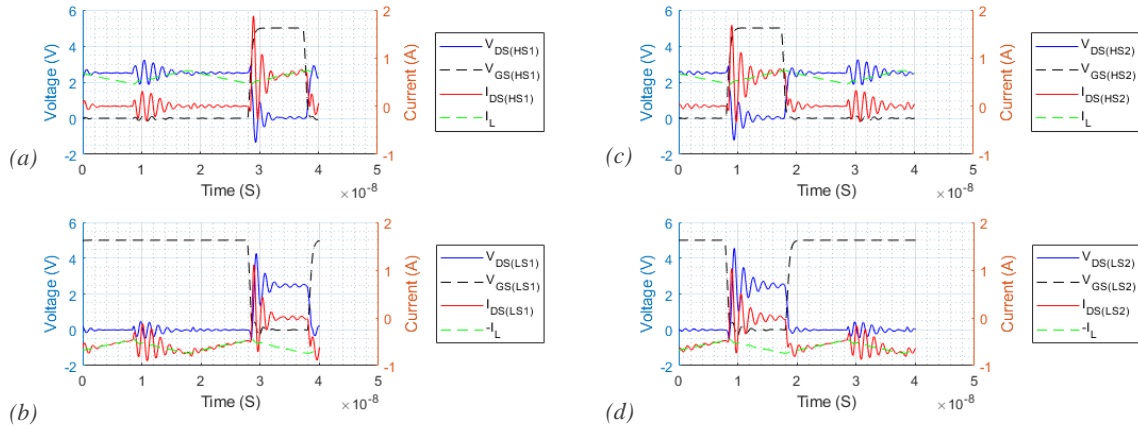 6
4
2
0
-2
Voltage (V)
2
1
0
-1
Current (A)
0 1 2 3 4 5
Time (S)
×10⁻⁸
V_DS(HS1)
V_GS(HS1)
I_DS(HS1)
I_L
(a)
6
4
2
0
-2
Voltage (V)
2
1
0
-1
Current (A)
0 1 2 3 4 5
Time (S)
×10⁻⁸
V_DS(HS2)
V_GS(HS2)
I_DS(HS2)
I_L
(c)
6
4
2
0
-2
Voltage (V)
2
1
0
-1
Current (A)
0 1 2 3 4 5
Time (S)
×10⁻⁸
V_DS(LS1)
V_GS(LS1)
I_DS(LS1)
-I_L
(b)
6
4
2
0
-2
Voltage (V)
2
1
0
-1
Current (A)
0 1 2 3 4 5
Time (S)
×10⁻⁸
V_DS(LS2)
V_GS(LS2)
I_DS(LS2)
-I_L
(d)